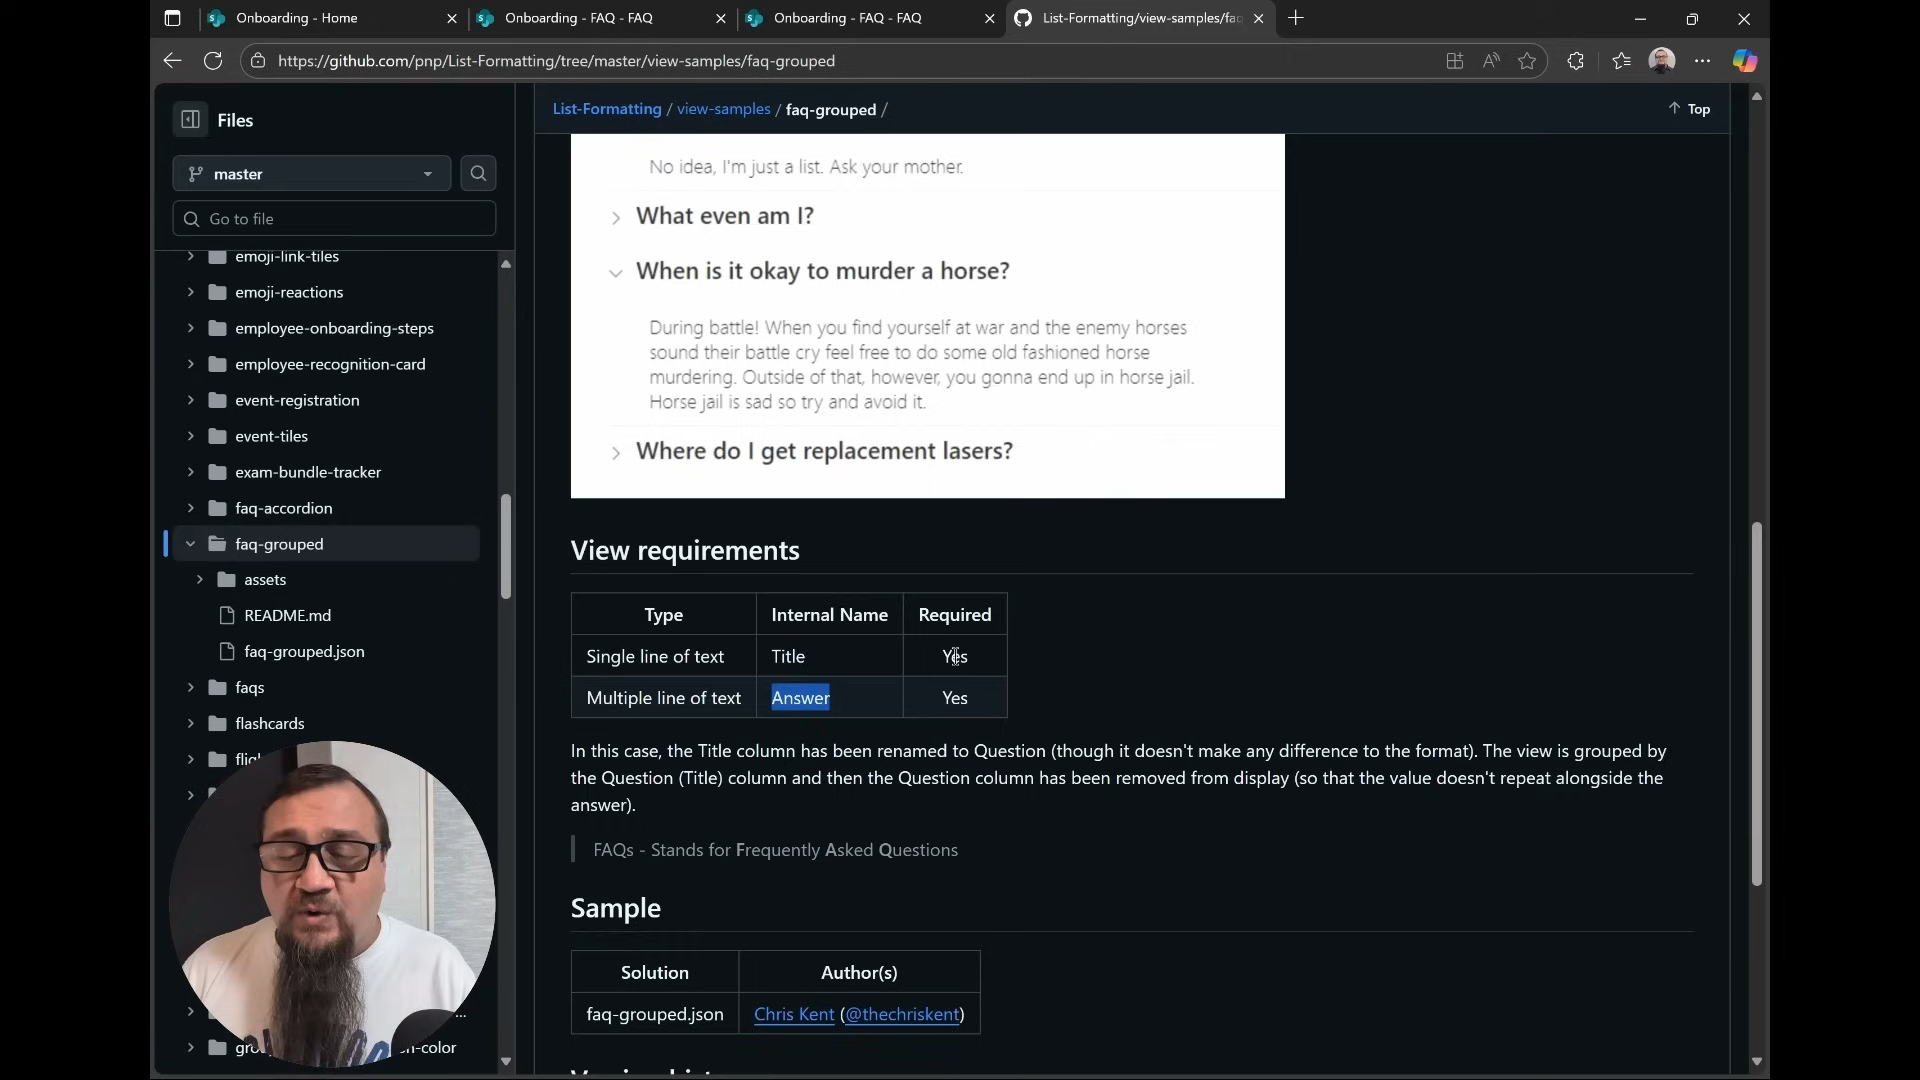 Onboarding - Home
Onboarding - FAQ - FAQ
Onboarding - FAQ - FAQ
List-Formatting/view-samples/faq
https://github.com/pnp/List-Formatting/tree/master/view-samples/faq-grouped
Files
master
Go to file
emoji-link-tiles
emoji-reactions
employee-onboarding-steps
employee-recognition-card
event-registration
event-tiles
exam-bundle-tracker
faq-accordion
faq-grouped
assets
README.md
faq-grouped.json
faqs
flashcards
List-Formatting / view-samples / faq-grouped /
Top
No idea, I'm just a list. Ask your mother.
What even am I?
When is it okay to murder a horse?
During battle! When you find yourself at war and the enemy horses
sound their battle cry feel free to do some old fashioned horse
murdering. Outside of that, however, you gonna end up in horse jail.
Horse jail is sad so try and avoid it.
Where do I get replacement lasers?
View requirements
Type Internal Name Required
Single line of text Title Yes
Multiple line of text Answer Yes
In this case, the Title column has been renamed to Question (though it doesn't make any difference to the format). The view is grouped by
the Question (Title) column and then the Question column has been removed from display (so that the value doesn't repeat alongside the
answer).
FAQs - Stands for Frequently Asked Questions
Sample
Solution Author(s)
faq-grouped.json Chris Kent (@thechriskent)